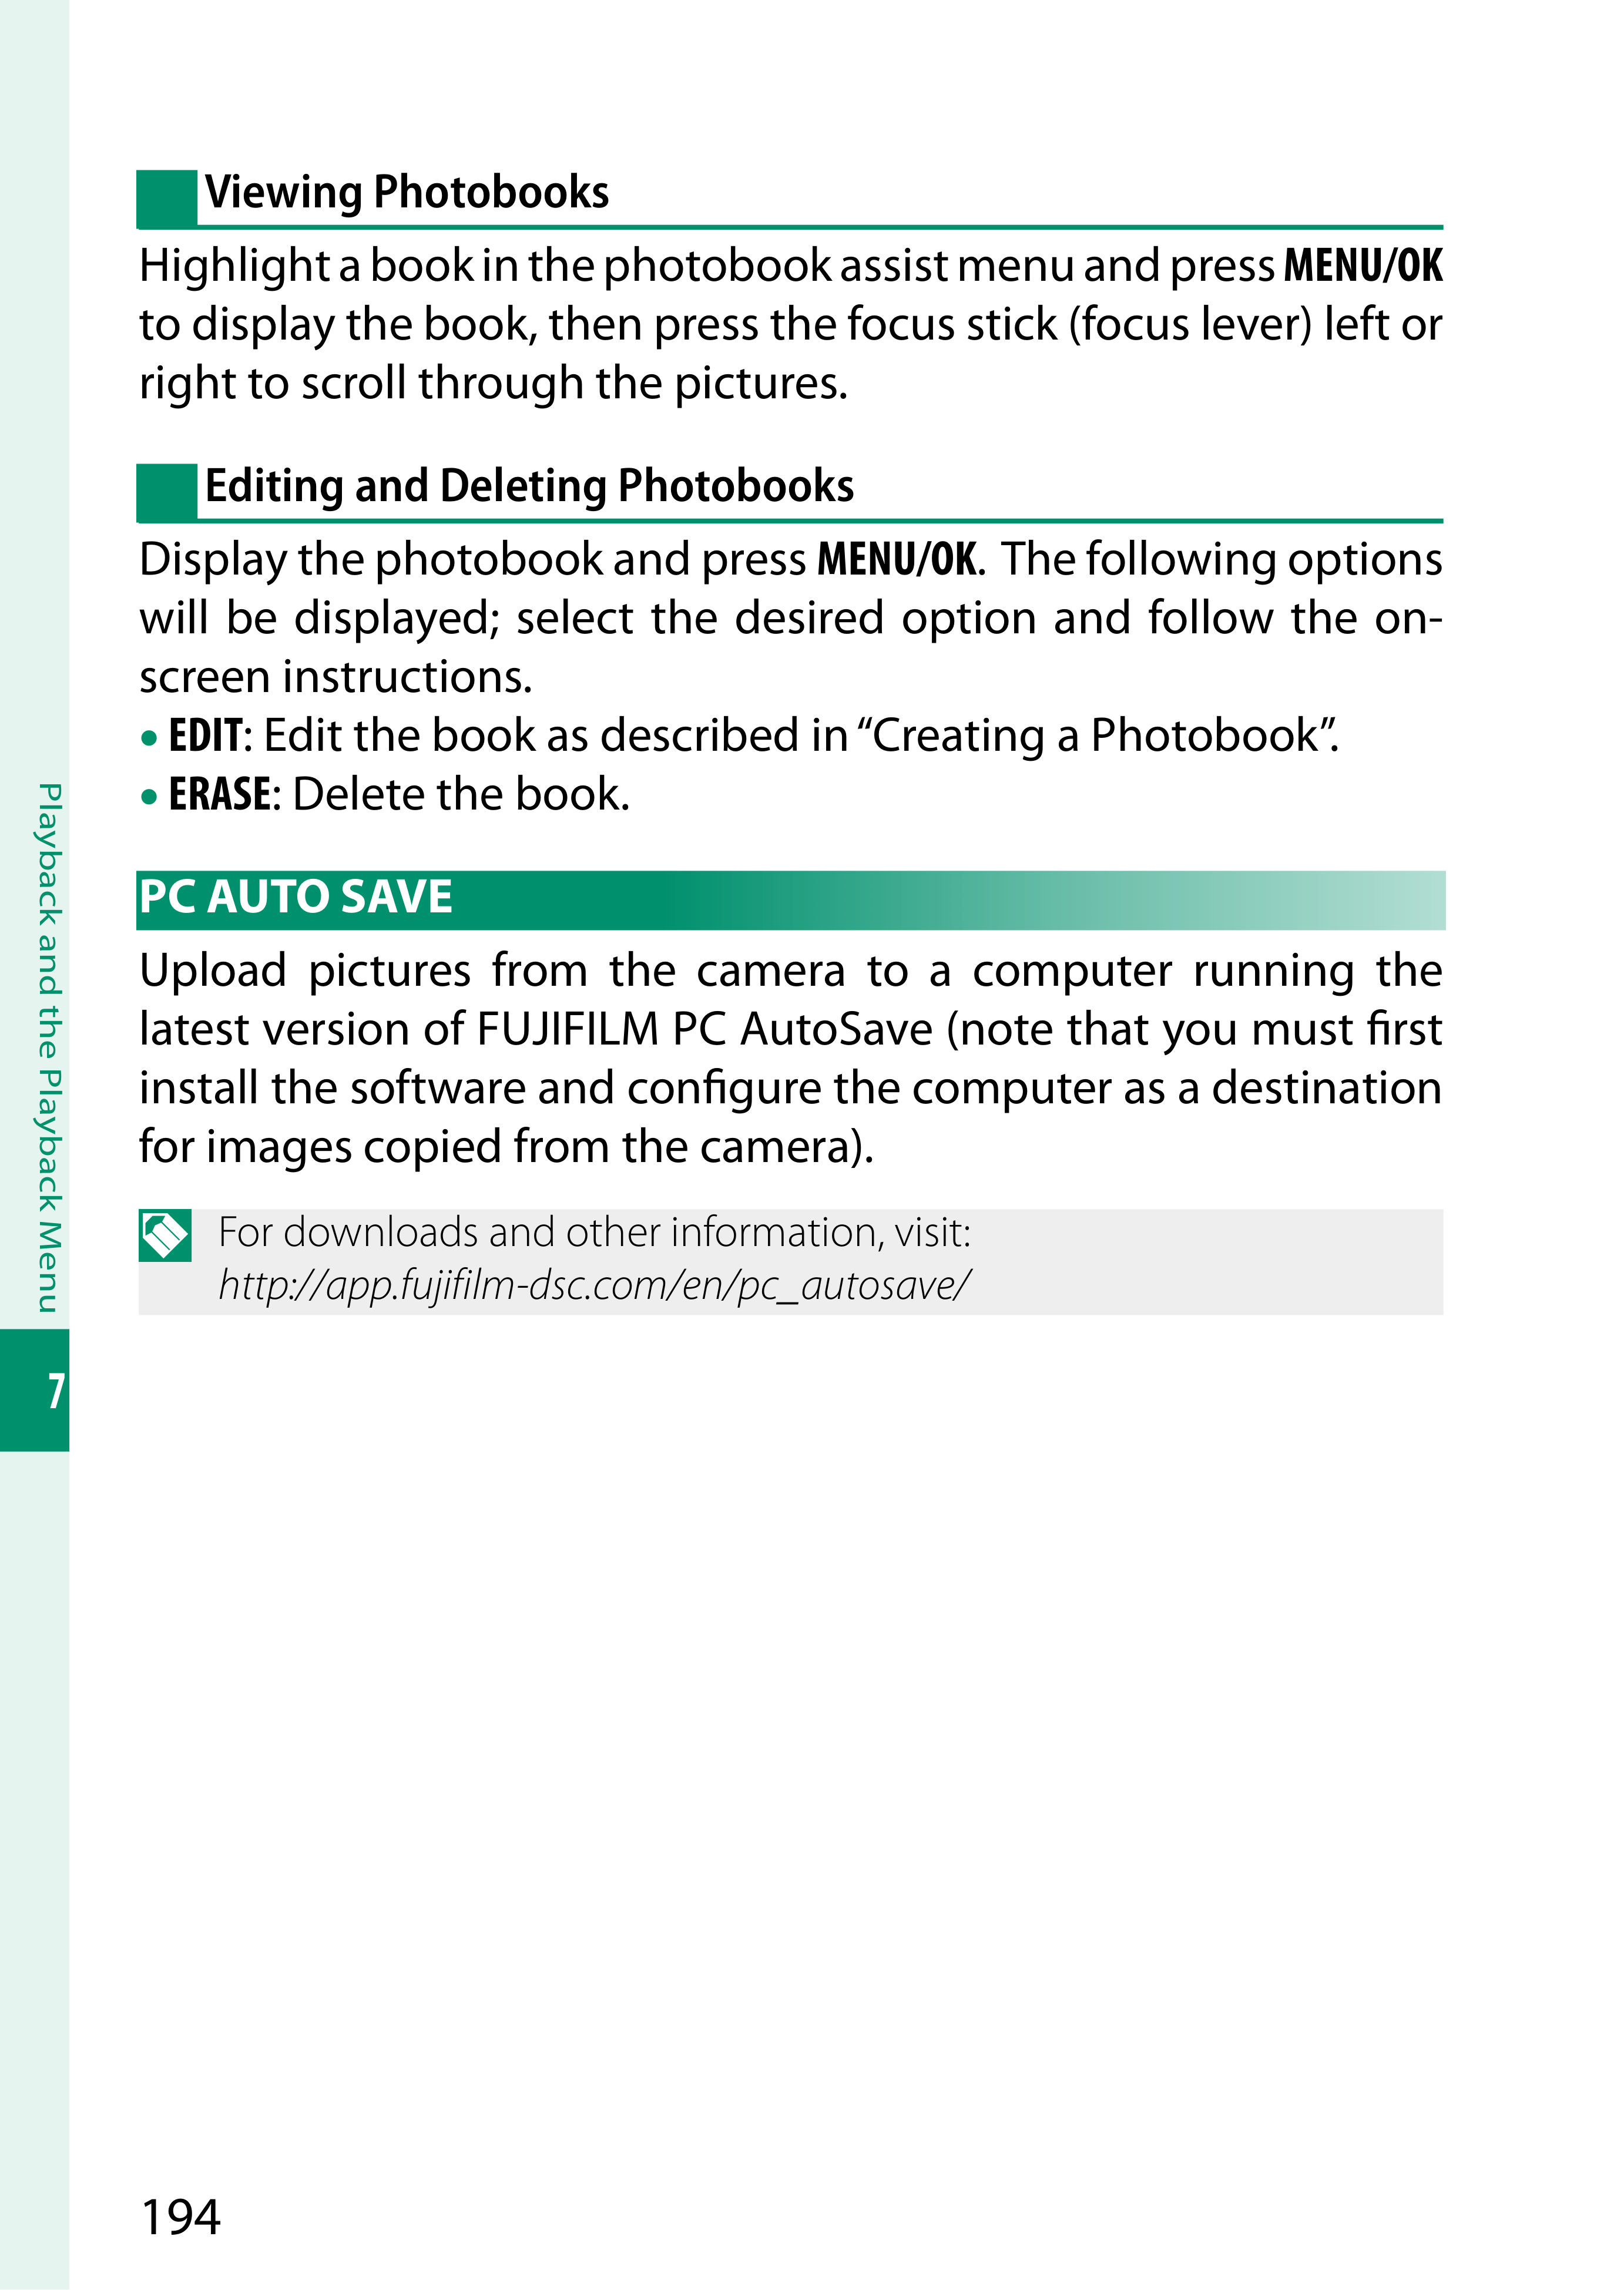 Viewing Photobooks
Highlight a book in the photobook assist menu and press MENU/OK
to display the book, then press the focus stick (focus lever) left or
right to scroll through the pictures.
Editing and Deleting Photobooks
Display the photobook and press MENU/OK. The following options
will be displayed; select the desired option and follow the on-
screen instructions.
• EDIT: Edit the book as described in “Creating a Photobook”.
• ERASE: Delete the book.
PC AUTO SAVE
Upload pictures from the camera to a computer running the
latest version of FUJIFILM PC AutoSave (note that you must first
install the software and configure the computer as a destination
for images copied from the camera).
For downloads and other information, visit:
http://app.fujifilm-dsc.com/en/pc_autosave/
Playback and the Playback Menu
7
194